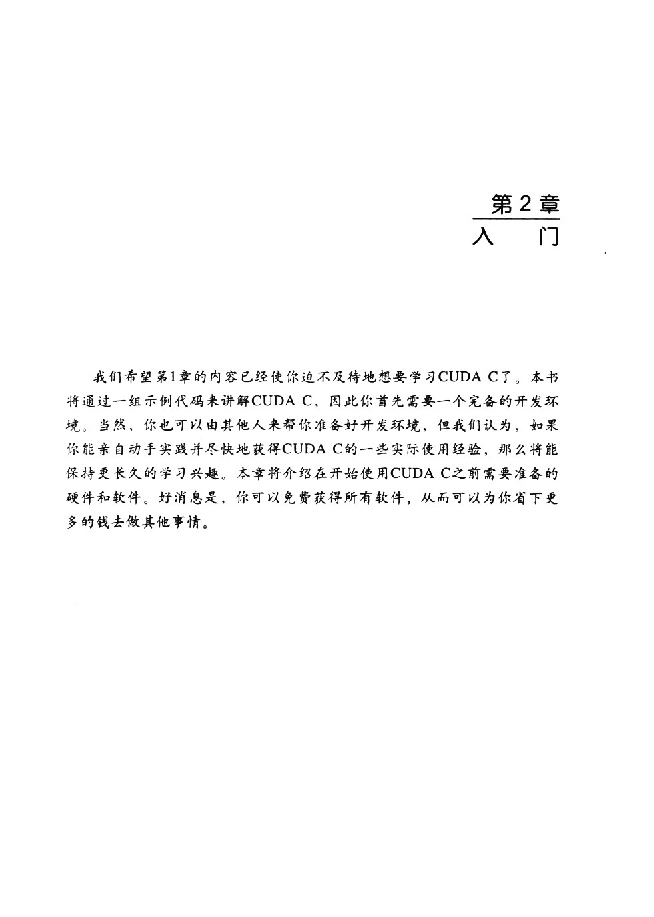 第 2 章
入 门
我们希望第1章的内容已经使你迫不及待地想要学习CUDA C了。本书
将通过一组示例代码来讲解CUDA C，因此你首先需要一个完备的开发环
境。当然，你也可以由其他人来帮你准备好开发环境，但我们认为，如果
你能亲自动手实践并尽快地获得CUDA C的一些实际使用经验，那么将能
保持更长久的学习兴趣。本章将介绍在开始使用CUDA C之前需要准备的
硬件和软件。好消息是，你可以免费获得所有软件，从而可以为你省下更
多的钱去做其他事情。